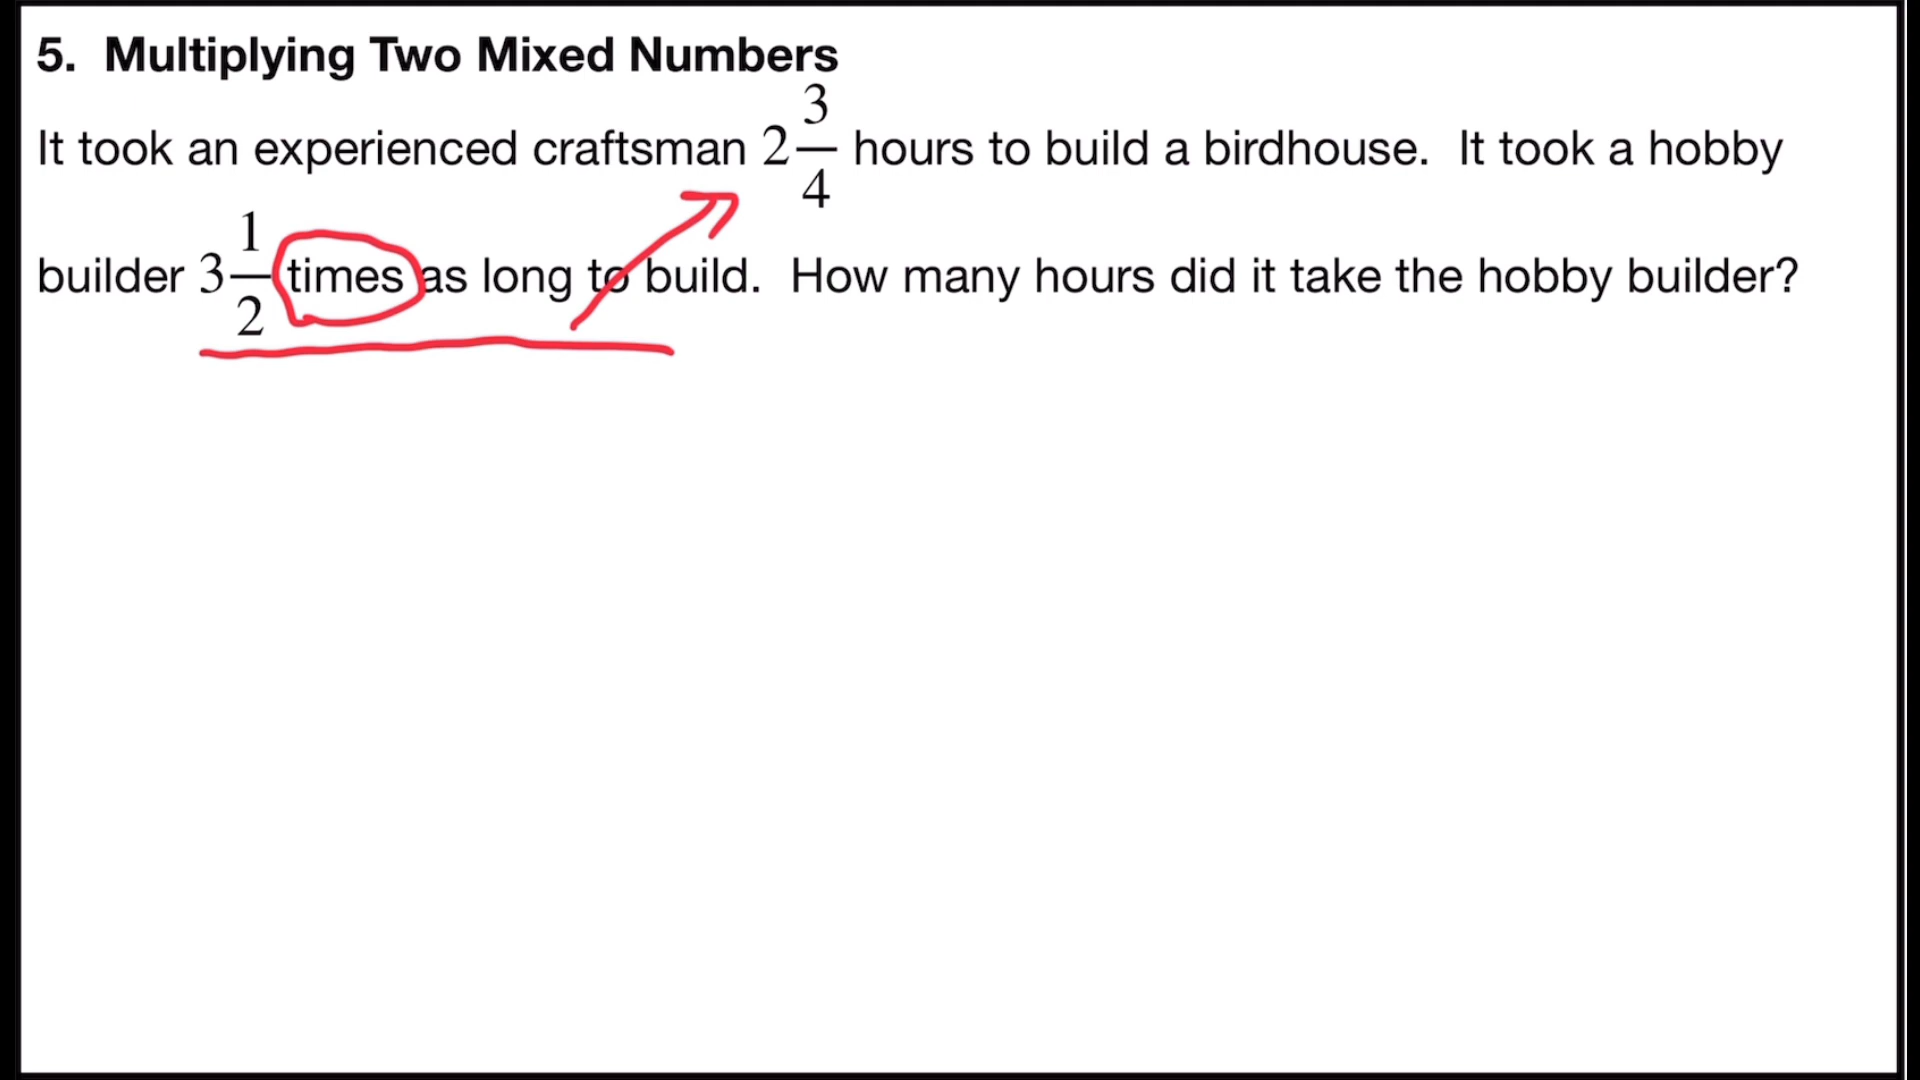 5. Multiplying Two Mixed Numbers
It took an experienced craftsman 2 3/4 hours to build a birdhouse. It took a hobby
builder 3 1/2 times as long to build. How many hours did it take the hobby builder?